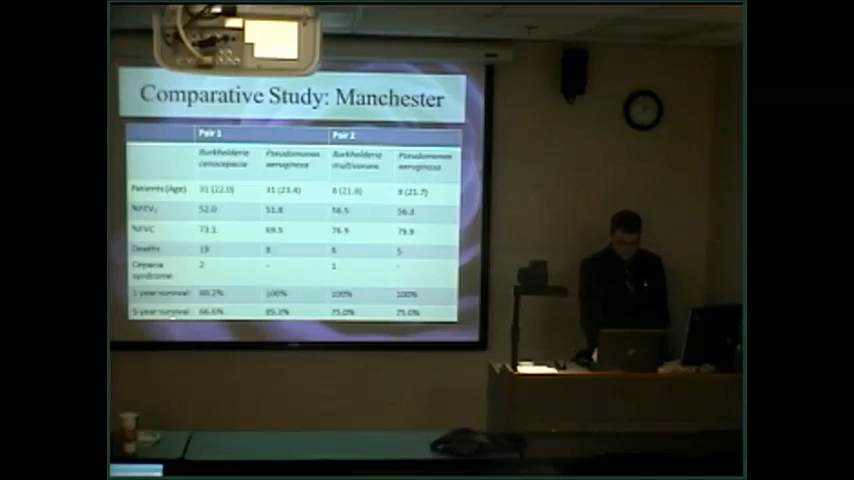 Comparative Study: Manchester
Pair 1 Pair 2
Burkholderia cenocepacia Pseudomonas aeruginosa Burkholderia multivorans Pseudomonas aeruginosa
Patients (Age) 31 (22.0) 31 (23.4) 8 (21.6) 8 (21.7)
%FEV₁ 52.0 51.8 56.5 56.3
%FVC 73.1 69.5 76.9 79.9
Deaths 19 8 5 5
Cepacia syndrome 2 - 1 -
1 year survival 80.2% 100% 100% 100%
5 year survival 66.6% 85.2% 75.0% 75.0%